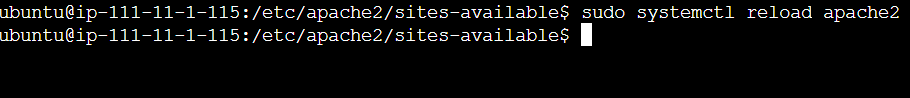 ubuntu@ip-111-11-1-115:/etc/apache2/sites-available$ sudo systemctl reload apache2
ubuntu@ip-111-11-1-115:/etc/apache2/sites-available$